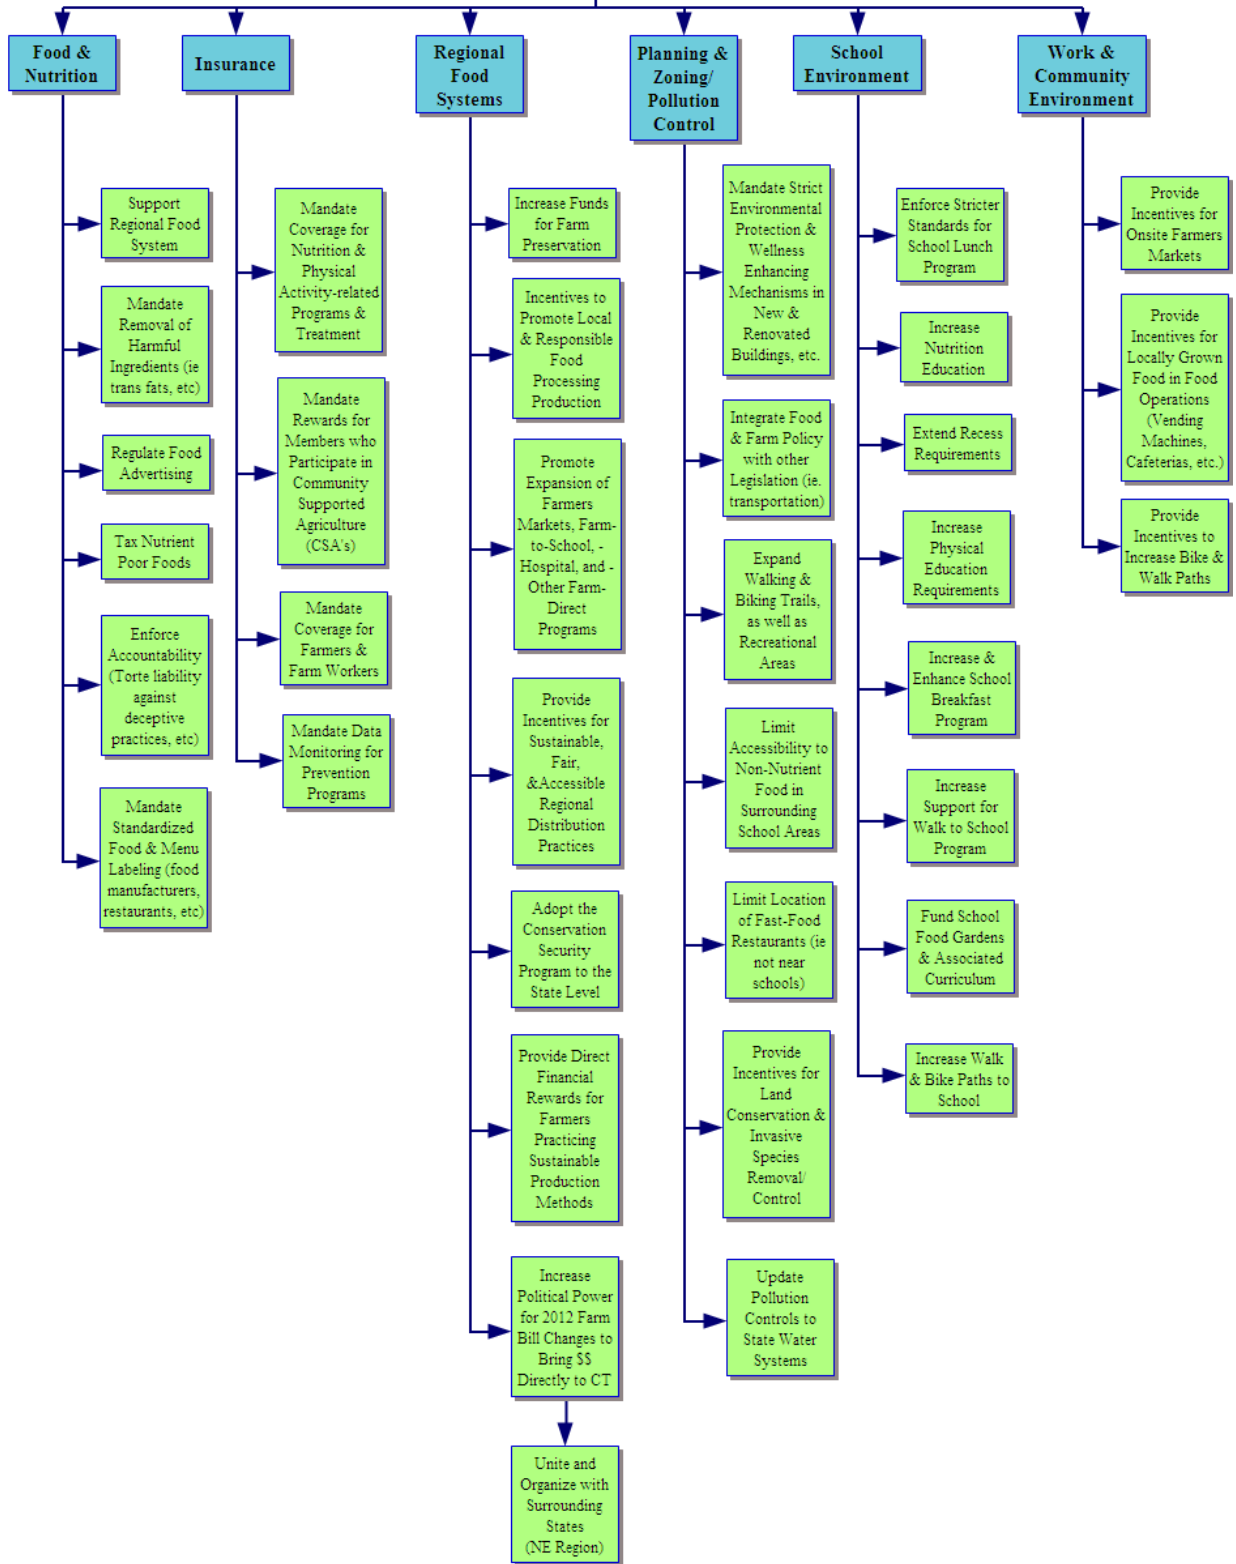 Food &
Nutrition
Insurance
Regional
Food
Systems
Planning &
Zoning/
Pollution
Control
School
Environment
Work &
Community
Environment
Support
Regional Food
System
Mandate
Removal of
Harmful
Ingredients (ie
trans fats, etc)
Regulate Food
Advertising
Tax Nutrient
Poor Foods
Enforce
Accountability
(Torte liability
against
deceptive
practices, etc)
Mandate
Standardized
Food & Menu
Labeling (food
manufacturers,
restaurants, etc)
Mandate
Coverage for
Nutrition &
Physical
Activity-related
Programs &
Treatment
Mandate
Rewards for
Members who
Participate in
Community
Supported
Agriculture
(CSA's)
Mandate
Coverage for
Farmers &
Farm Workers
Mandate Data
Monitoring for
Prevention
Programs
Increase Funds
for Farm
Preservation
Incentives to
Promote Local
& Responsible
Food
Processing
Production
Promote
Expansion of
Farmers
Markets, Farm-
to-School, -
Hospital, and -
Other Farm-
Direct
Programs
Provide
Incentives for
Sustainable,
Fair,
&Accessible
Regional
Distribution
Practices
Adopt the
Conservation
Security
Program to the
State Level
Provide Direct
Financial
Rewards for
Farmers
Practicing
Sustainable
Production
Methods
Increase
Political Power
for 2012 Farm
Bill Changes to
Bring $$
Directly to CT
Unite and
Organize with
Surrounding
States
(NE Region)
Mandate Strict
Environmental
Protection &
Wellness
Enhancing
Mechanisms in
New &
Renovated
Buildings, etc.
Integrate Food
& Farm Policy
with other
Legislation (ie.
transportation)
Expand
Walking &
Biking Trails,
as well as
Recreational
Areas
Limit
Accessibility to
Non-Nutrient
Food in
Surrounding
School Areas
Limit Location
of Fast-Food
Restaurants (ie
not near
schools)
Provide
Incentives for
Land
Conservation &
Invasive
Species
Removal/
Control
Update
Pollution
Controls to
State Water
Systems
Enforce Stricter
Standards for
School Lunch
Program
Increase
Nutrition
Education
Extend Recess
Requirements
Increase
Physical
Education
Requirements
Increase &
Enhance School
Breakfast
Program
Increase
Support for
Walk to School
Program
Fund School
Food Gardens
& Associated
Curriculum
Increase Walk
& Bike Paths to
School
Provide
Incentives for
Onsite Farmers
Markets
Provide
Incentives for
Locally Grown
Food in Food
Operations
(Vending
Machines,
Cafeterias, etc.)
Provide
Incentives to
Increase Bike &
Walk Paths